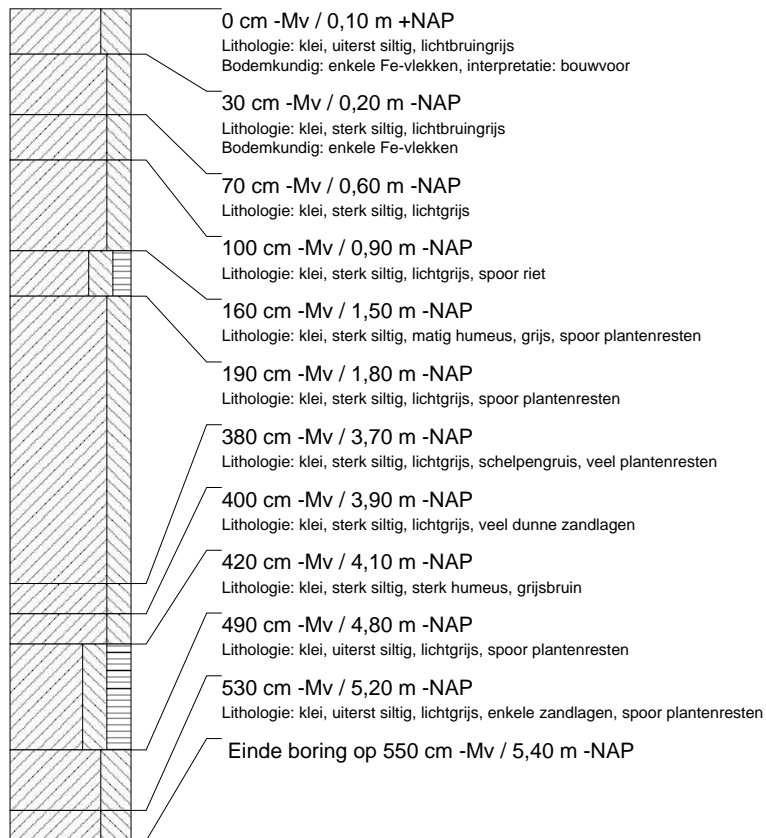 0 cm -Mv / 0,10 m +NAP
Lithologie: klei, uiterst siltig, lichtbruingrijs
Bodemkundig: enkele Fe-vlekken, interpretatie: bouwvoor
30 cm -Mv / 0,20 m -NAP
Lithologie: klei, sterk siltig, lichtbruingrijs
Bodemkundig: enkele Fe-vlekken
70 cm -Mv / 0,60 m -NAP
Lithologie: klei, sterk siltig, lichtgrijs
100 cm -Mv / 0,90 m -NAP
Lithologie: klei, sterk siltig, lichtgrijs, spoor riet
160 cm -Mv / 1,50 m -NAP
Lithologie: klei, sterk siltig, matig humeus, grijs, spoor plantenresten
190 cm -Mv / 1,80 m -NAP
Lithologie: klei, sterk siltig, lichtgrijs, spoor plantenresten
380 cm -Mv / 3,70 m -NAP
Lithologie: klei, sterk siltig, lichtgrijs, schelpengruis, veel plantenresten
400 cm -Mv / 3,90 m -NAP
Lithologie: klei, sterk siltig, lichtgrijs, veel dunne zandlagen
420 cm -Mv / 4,10 m -NAP
Lithologie: klei, sterk siltig, sterk humeus, grijsbruin
490 cm -Mv / 4,80 m -NAP
Lithologie: klei, uiterst siltig, lichtgrijs, spoor plantenresten
530 cm -Mv / 5,20 m -NAP
Lithologie: klei, uiterst siltig, lichtgrijs, enkele zandlagen, spoor plantenresten
Einde boring op 550 cm -Mv / 5,40 m -NAP